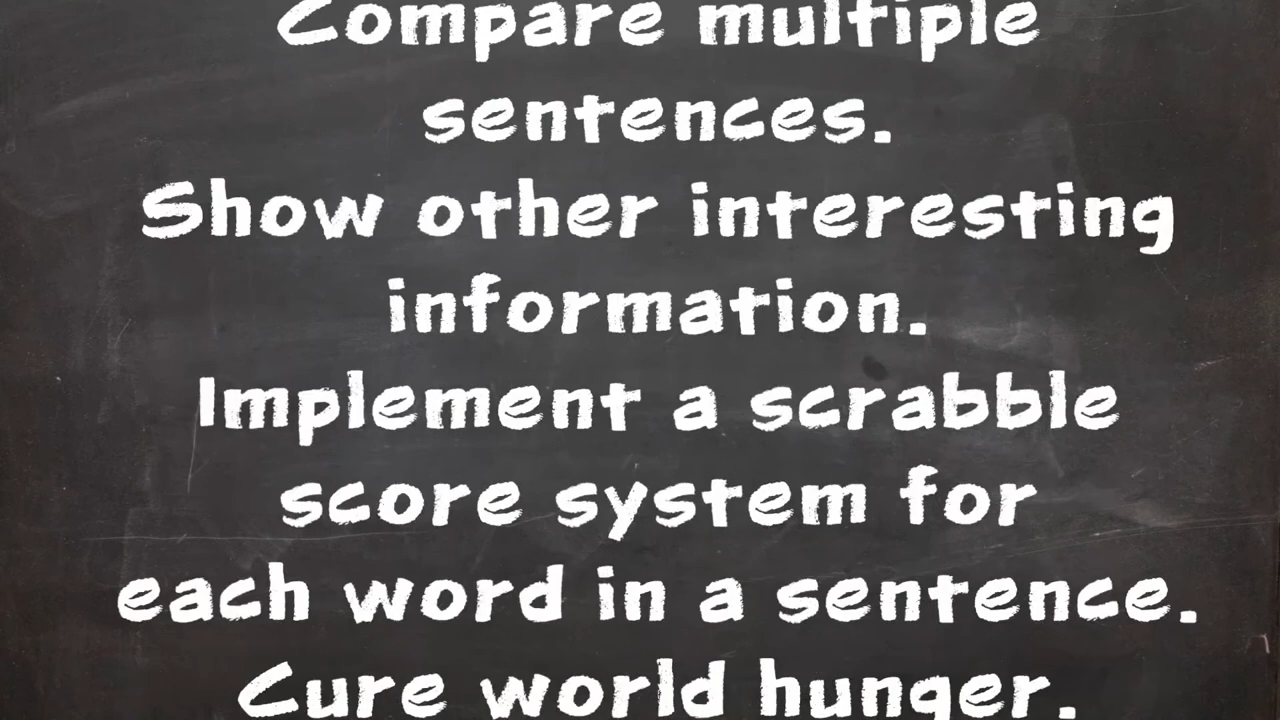 Compare multiple
sentences.
Show other interesting
information.
Implement a scrabble
score system for
each word in a sentence.
Cure world hunger.